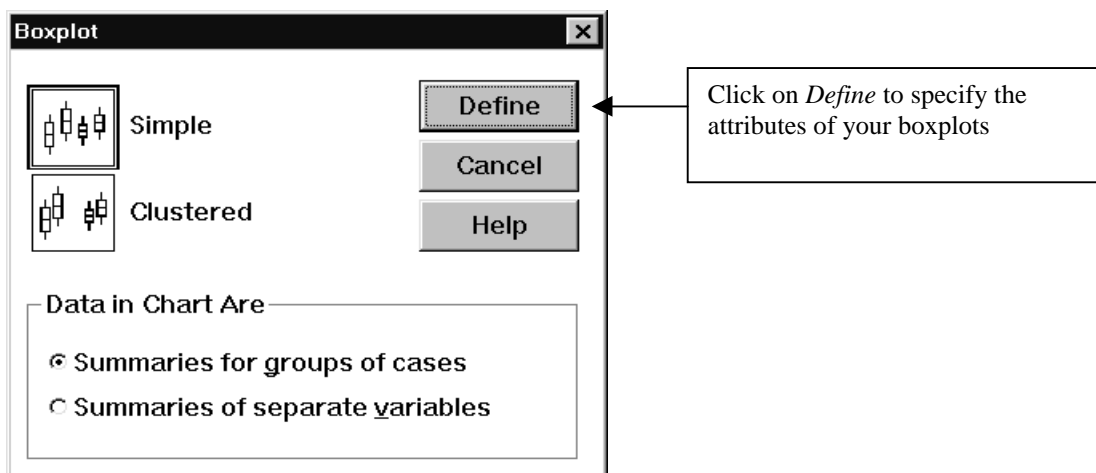 Boxplot
Simple
Clustered
Define
Cancel
Help
Click on Define to specify the
attributes of your boxplots
Data in Chart Are
Summaries for groups of cases
Summaries of separate variables